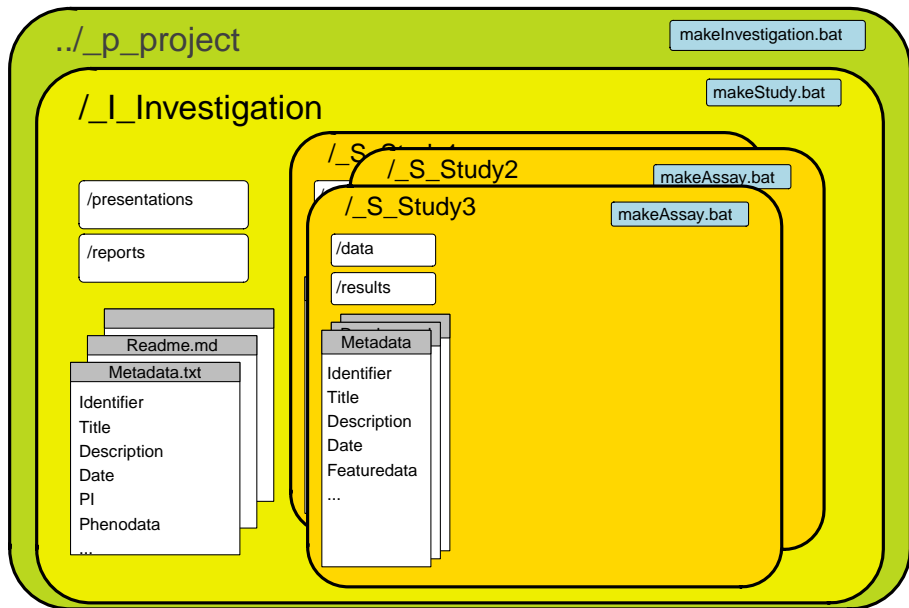 ../_p_project
makeInvestigation.bat
/_I_Investigation
makeStudy.bat
/_S_Study2
makeAssay.bat
/_S_Study3
makeAssay.bat
/presentations
/reports
/data
/results
Readme.md
Metadata.txt
Identifier
Title
Description
Date
PI
Phenodata
...
Metadata
Identifier
Title
Description
Date
Featuredata
...